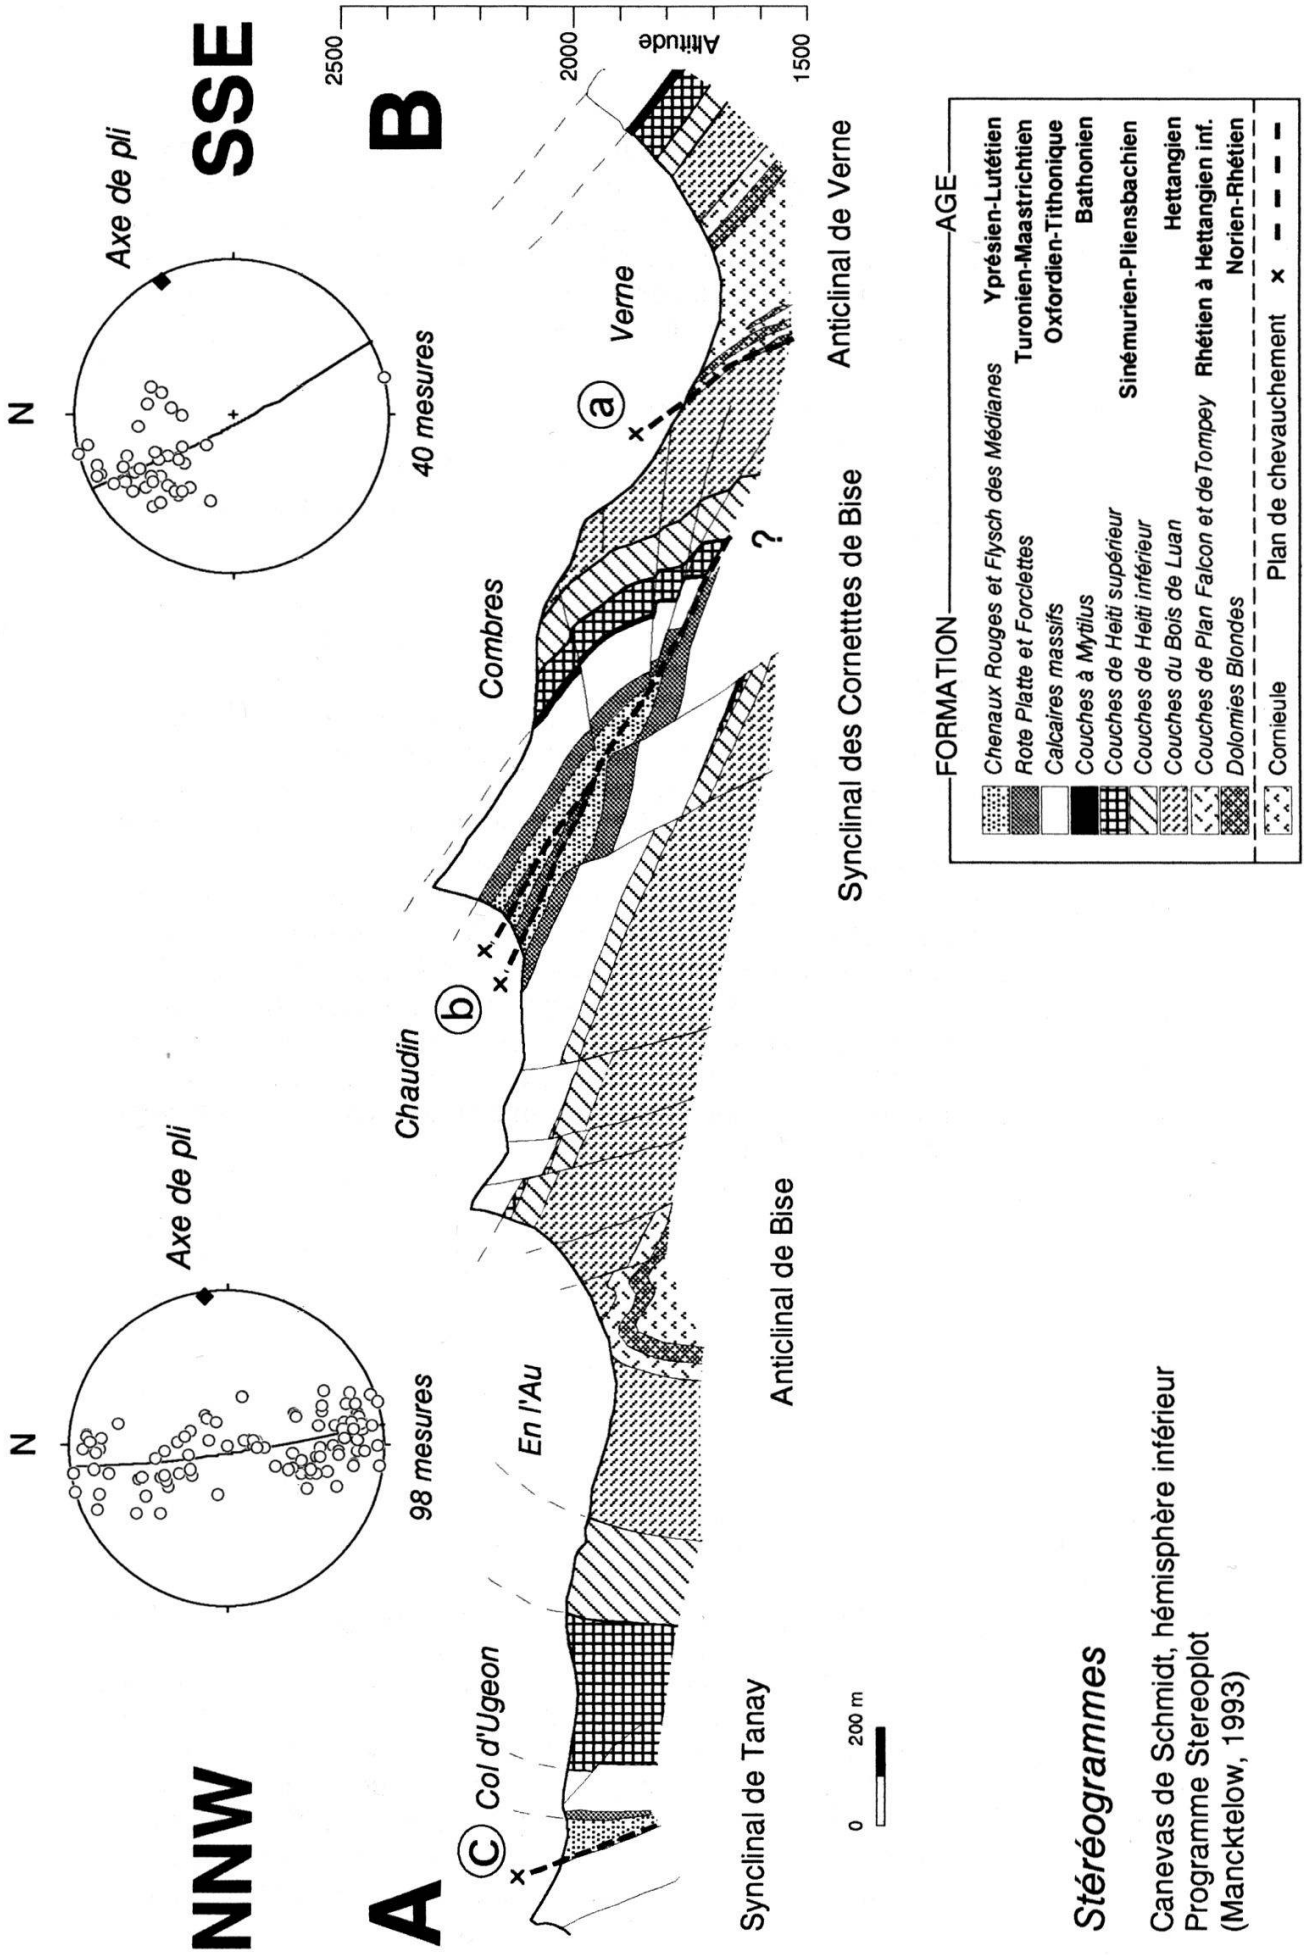 NNW
SSE
N
N
Axe de pli
Axe de pli
98 mesures
40 mesures
A
B
2500
2000
1500
Altitude
C
Col d'Ugeon
En l'Au
Chaudin
b
Combres
a
Verne
?
Synclinal de Tanay
Anticlinal de Bise
Synclinal des Cornetttes de Bise
Anticlinal de Verne
0
200 m
Stéréogrammes
Canevas de Schmidt, hémisphère inférieur
Programme Stereoplot
(Mancktelow, 1993)
FORMATION
AGE
Chenaux Rouges et Flysch des Médianes Yprésien-Lutétien
Rote Platte et Forclettes Turonien-Maastrichtien
Calcaires massifs Oxfordien-Tithonique
Couches à Mytilus Bathonien
Couches de Heiti supérieur
Sinémurien-Pliensbachien
Couches de Heiti inférieur
Couches du Bois de Luan Hettangien
Couches de Plan Falcon et de Tompey Rhétien à Hettangien inf.
Dolomies Blondes Norien-Rhétien
Cornieule Plan de chevauchement